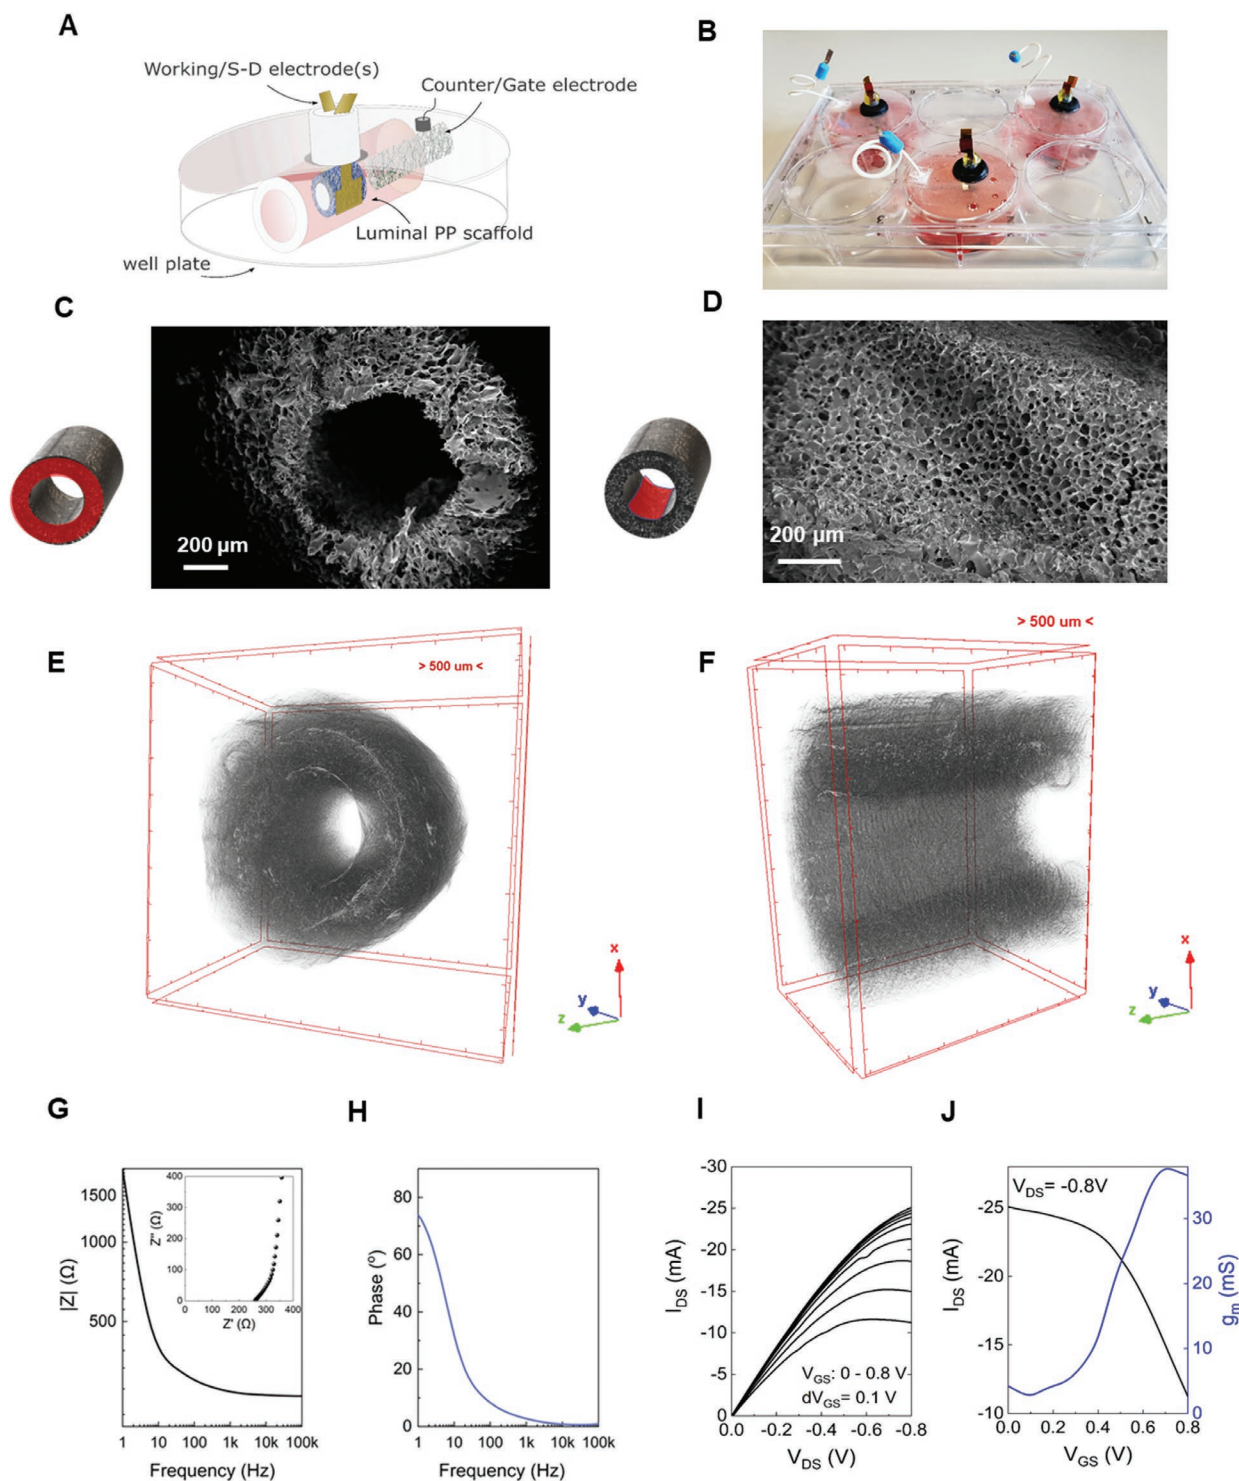 A
Working/S-D electrode(s)
Counter/Gate electrode
Luminal PP scaffold
well plate
B
C
200 µm
D
200 µm
E
> 500 um <
x
y
z
F
> 500 um <
x
y
z
G
|Z| (Ω)
1500
1000
500
1 10 100 1k 10k 100k
Frequency (Hz)
Z'' (Ω)
400
300
200
100
0
0 100 200 300 400
Z' (Ω)
H
Phase (°)
80
60
40
20
0
1 10 100 1k 10k 100k
Frequency (Hz)
I
I_DS (mA)
-30
-25
-20
-15
-10
-5
0
V_GS: 0 - 0.8 V
dV_GS= 0.1 V
0.0 -0.2 -0.4 -0.6 -0.8
V_DS (V)
J
V_DS= -0.8V
I_DS (mA)
-25
-20
-15
-10
30
20
10
0
g_m (mS)
0.0 0.2 0.4 0.6 0.8
V_GS (V)